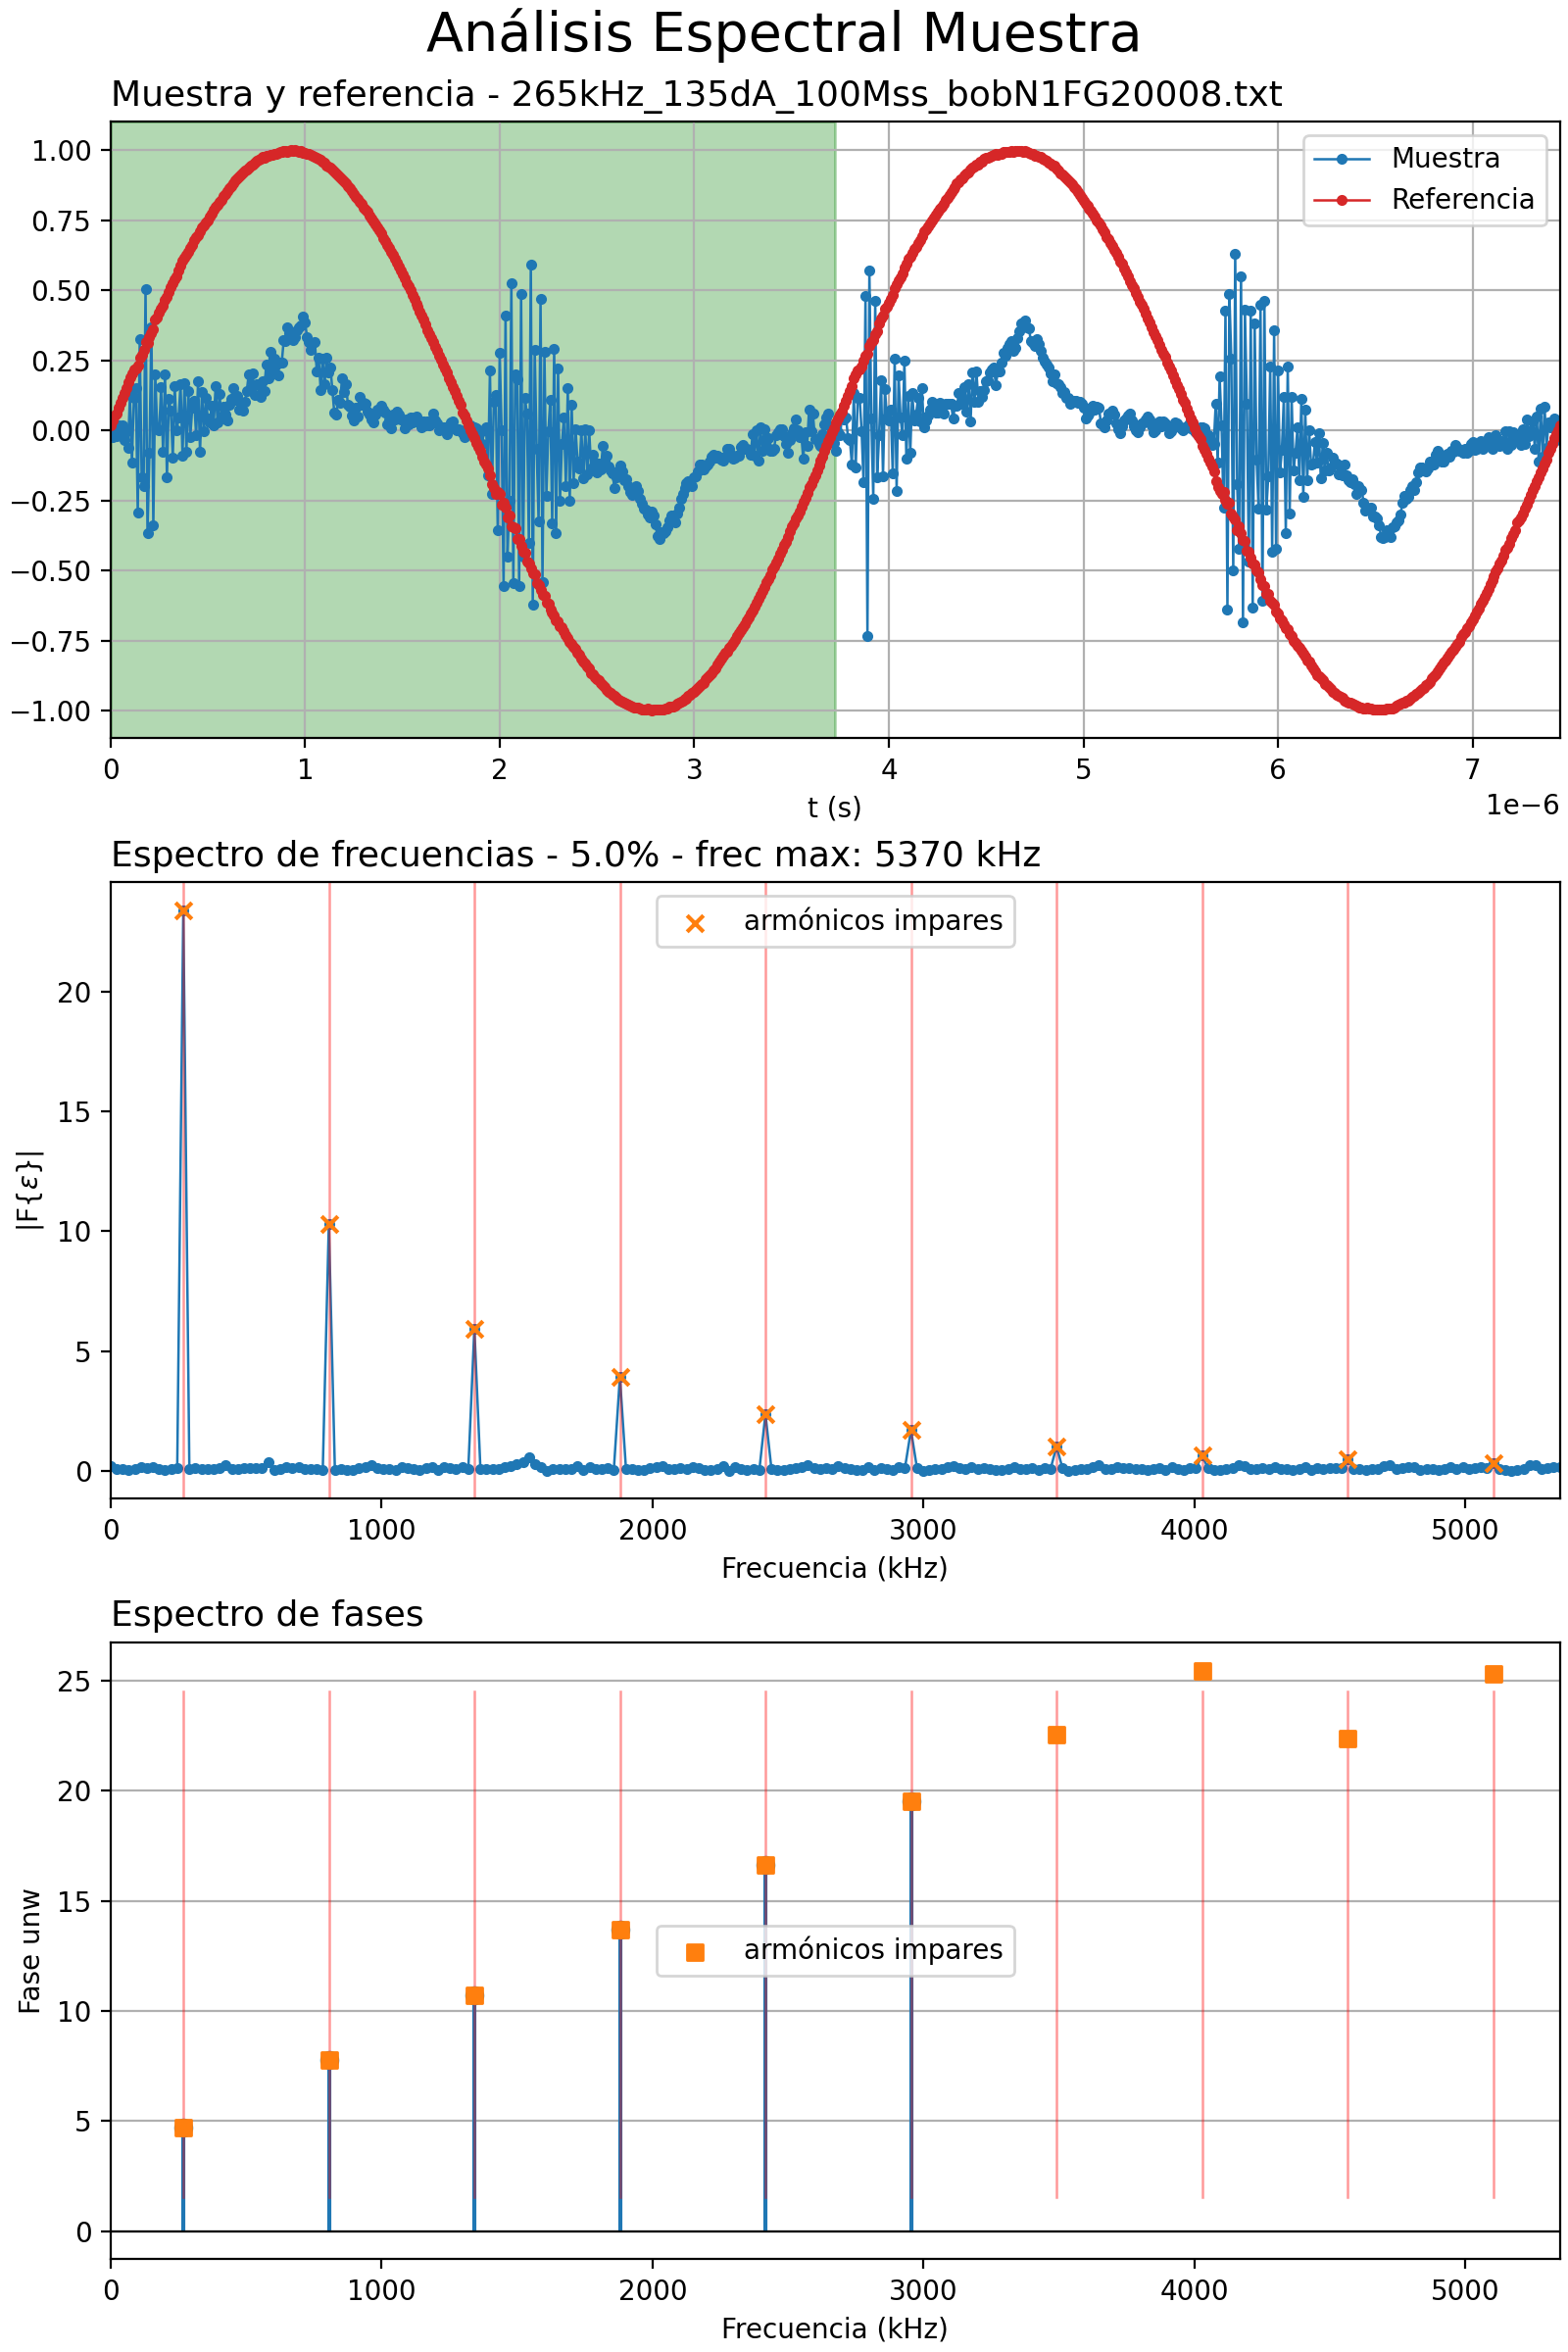 Análisis Espectral Muestra
Muestra y referencia - 265kHz_135dA_100Mss_bobN1FG20008.txt
1.00
0.75
0.50
0.25
0.00
−0.25
−0.50
−0.75
−1.00
Muestra
Referencia
0 1 2 3 4 5 6 7
t (s)
1e−6
Espectro de frecuencias - 5.0% - frec max: 5370 kHz
|F{ε}|
20
15
10
5
0
armónicos impares
0 1000 2000 3000 4000 5000
Frecuencia (kHz)
Espectro de fases
Fase unw
25
20
15
10
5
0
armónicos impares
0 1000 2000 3000 4000 5000
Frecuencia (kHz)